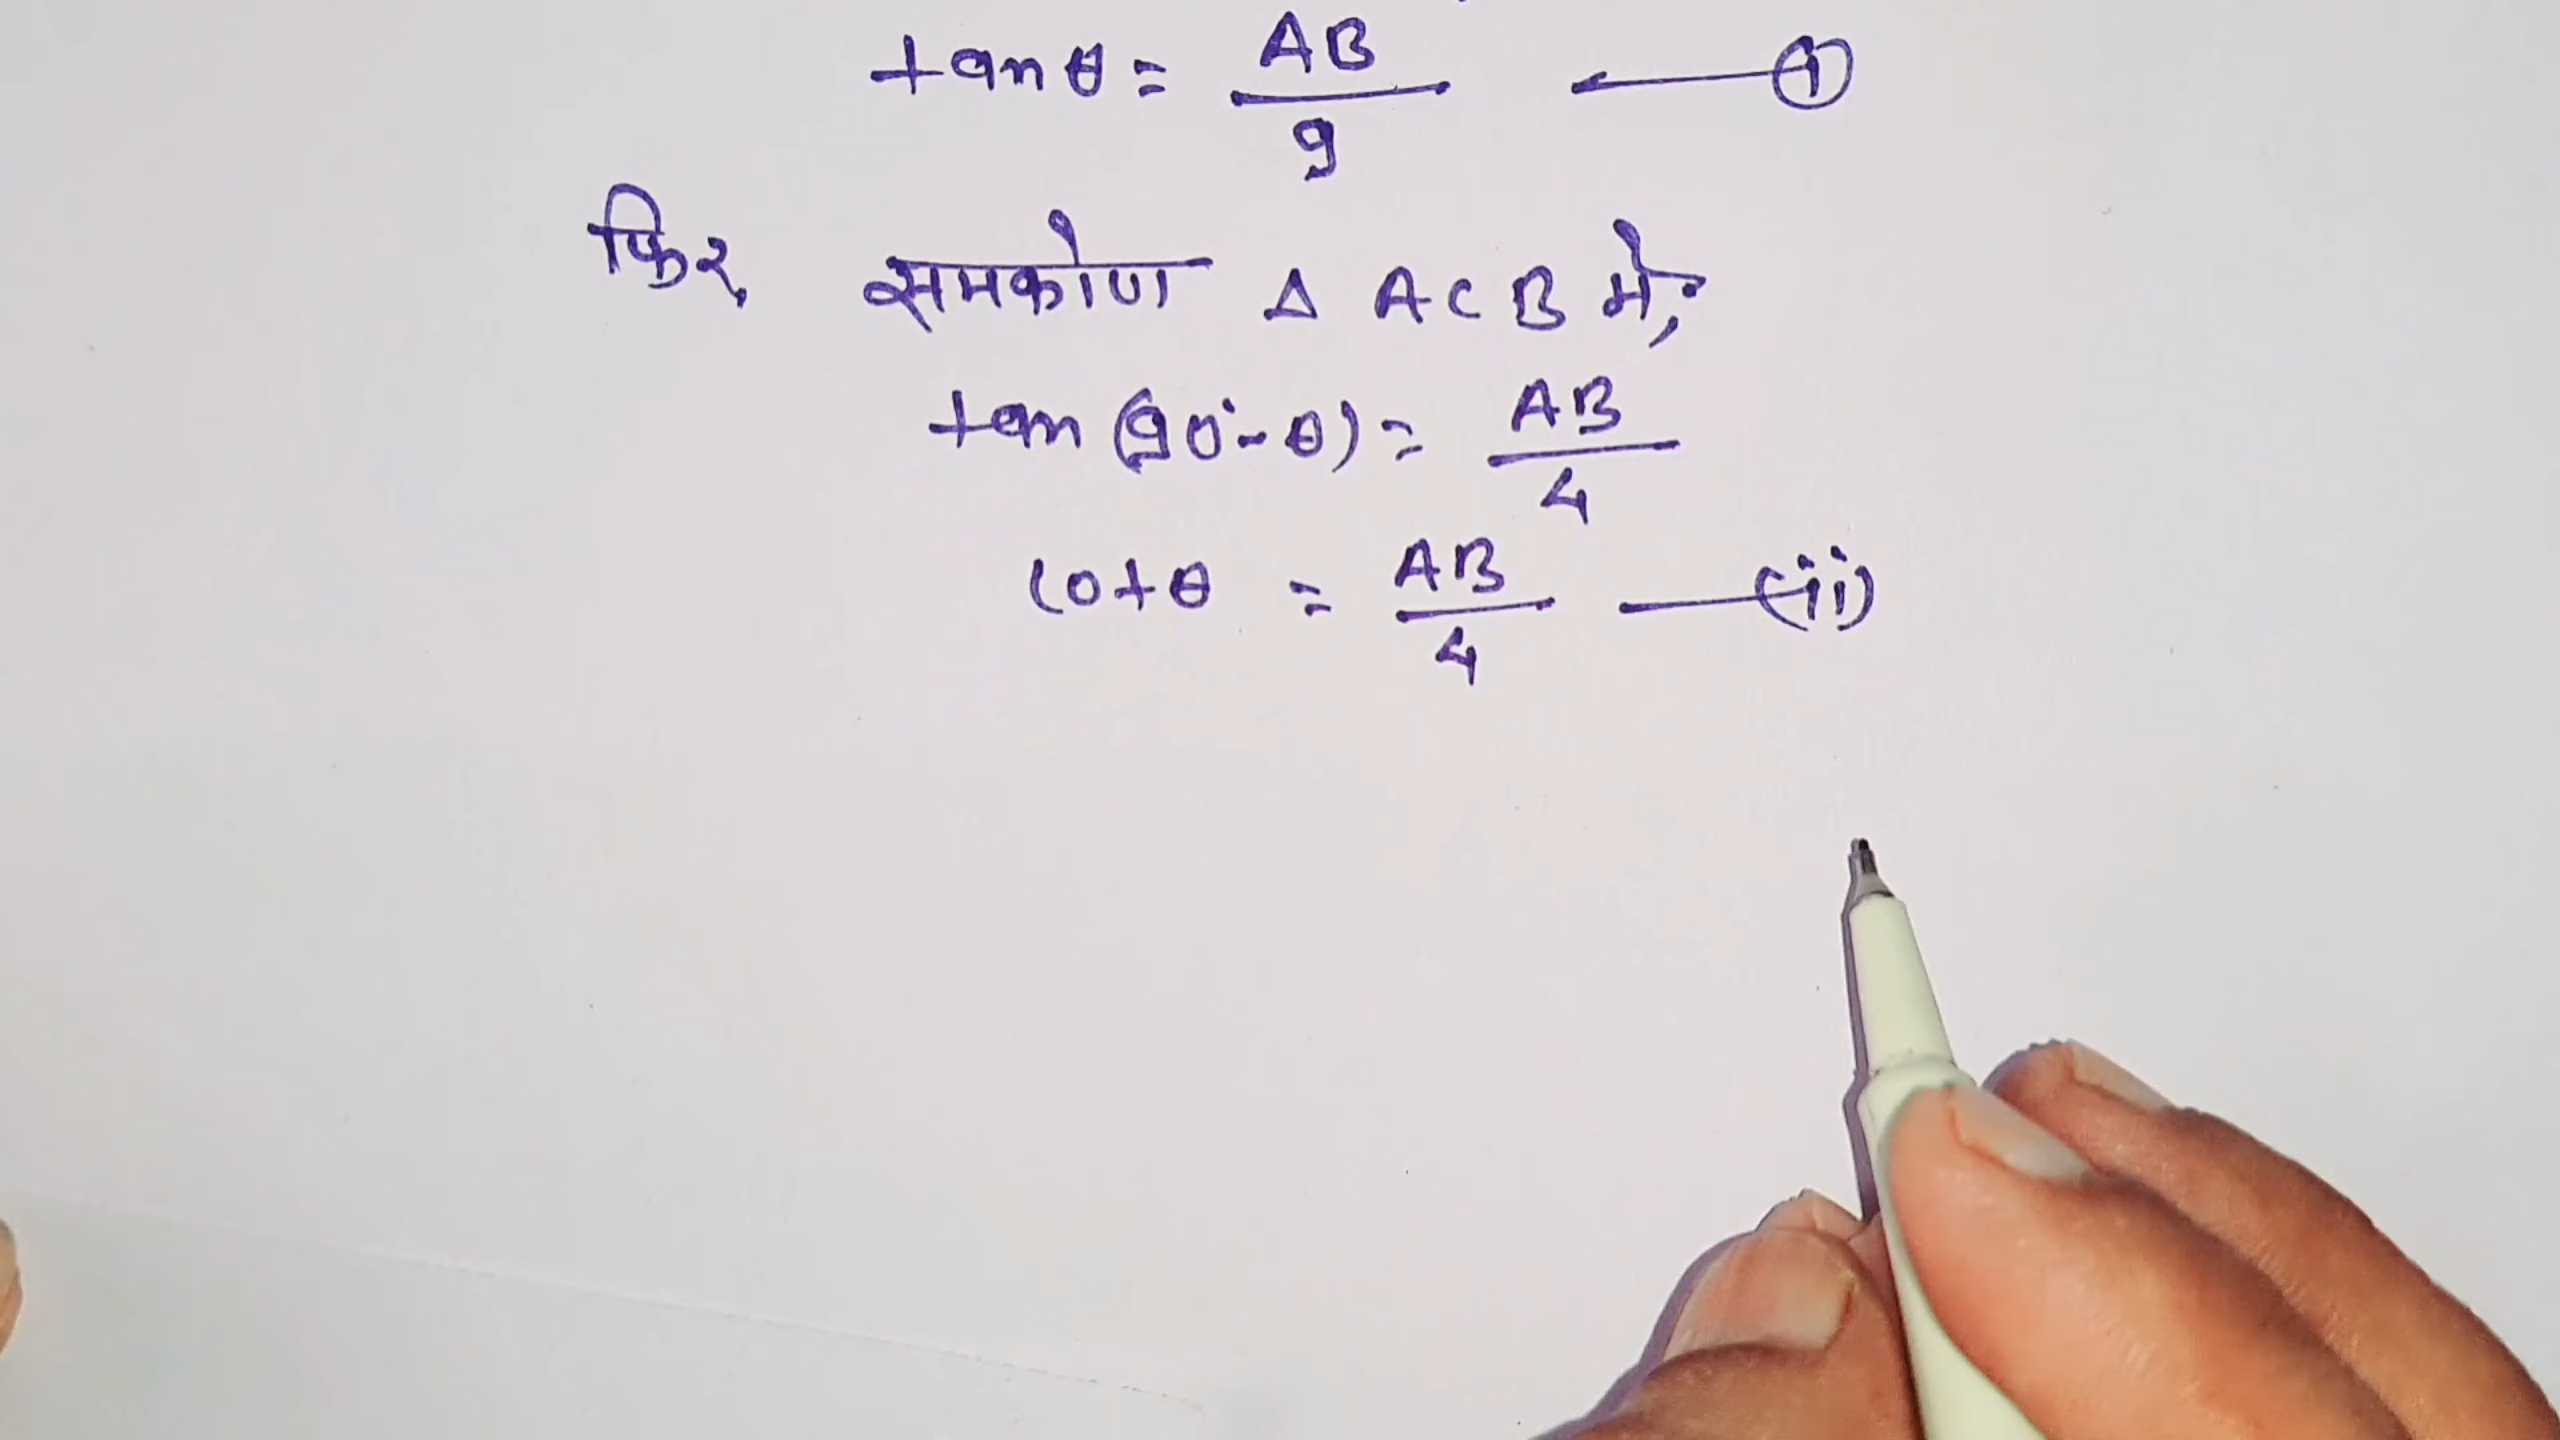 tanθ = AB/9 — (i)
फिर, समकोण Δ ACB में,
tan (90°-θ) = AB/4
cotθ = AB/4 — (ii)